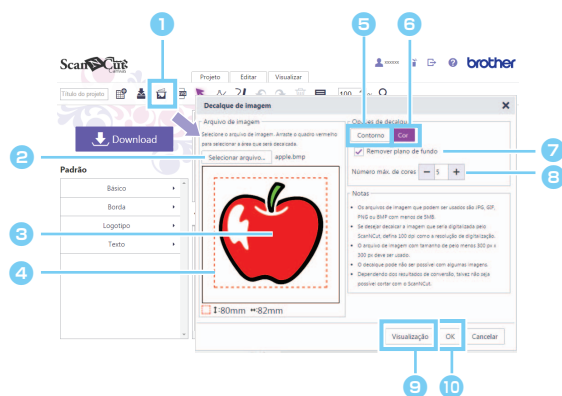 1
5
6
ScanNCut
Canvas
xxxxx
brother
Projeto Editar Visualizar
Título do projeto
100
Decalque de imagem
Arquivo de imagem
Selecione o arquivo de imagem. Arraste o quadro vermelho
para selecionar a área que será decalcada.
Selecionar arquivo... apple.bmp
Opções de decalque
Contorno Cor
Remover plano de fundo
Número máx. de cores 5
Download
2
7
8
Padrão
Básico
Borda
Logotipo
Texto
3
4
Notas
Os arquivos de imagem que podem ser usados são JPG, GIF,
PNG ou BMP com menos de 5MB.
Se desejar decalcar a imagem que será digitalizada pelo
ScanNCut, defina 100 dpi como a resolução de digitalização.
O arquivo de imagem com tamanho de pelo menos 300 px x
300 px deve ser usado.
O decalque pode não ser possível com algumas imagens.
Dependendo dos resultados de conversão, talvez não seja
possível cortar com o ScanNCut.
:80mm :82mm
Visualização OK Cancelar
9
10